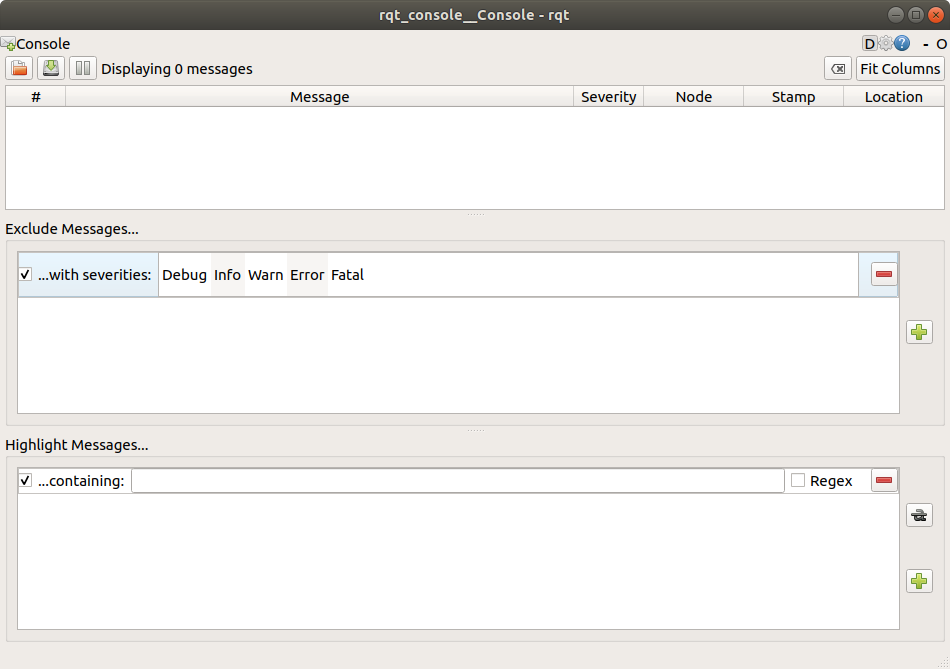 rqt_console__Console - rqt
Console D ? - O
Displaying 0 messages Fit Columns
# Message Severity Node Stamp Location
Exclude Messages...
...with severities: Debug Info Warn Error Fatal
Highlight Messages...
...containing: Regex